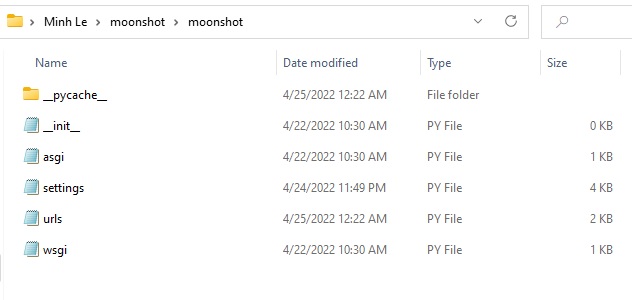 Minh Le > moonshot > moonshot
Name Date modified Type Size
__pycache__ 4/25/2022 12:22 AM File folder
__init__ 4/22/2022 10:30 AM PY File 0 KB
asgi 4/22/2022 10:30 AM PY File 1 KB
settings 4/24/2022 11:49 PM PY File 4 KB
urls 4/25/2022 12:22 AM PY File 2 KB
wsgi 4/22/2022 10:30 AM PY File 1 KB